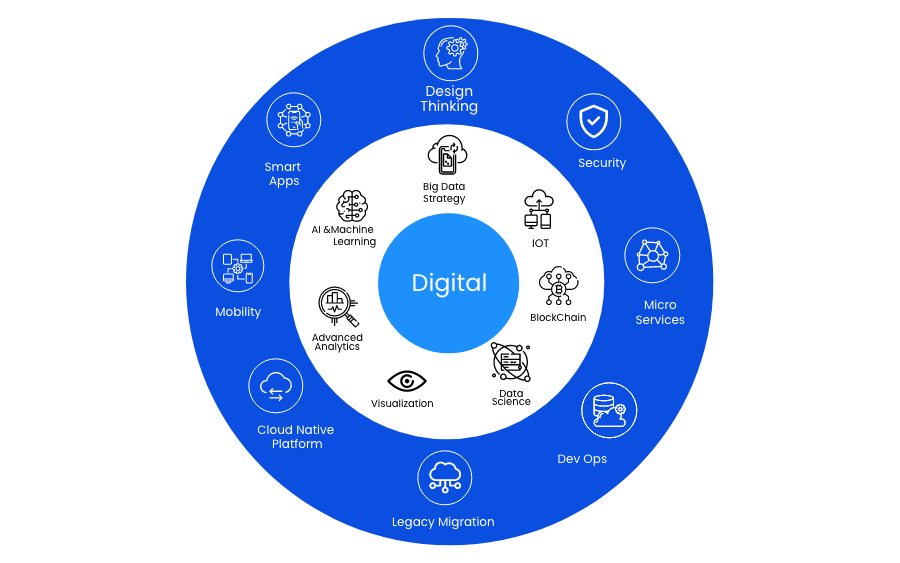 Design
Thinking
Security
Smart
Apps
Big Data
Strategy
AI &Machine
Learning
IOT
Digital
Mobility
Micro
Services
BlockChain
Advanced
Analytics
Data
Science
Visualization
Cloud Native
Platform
Dev Ops
Legacy Migration